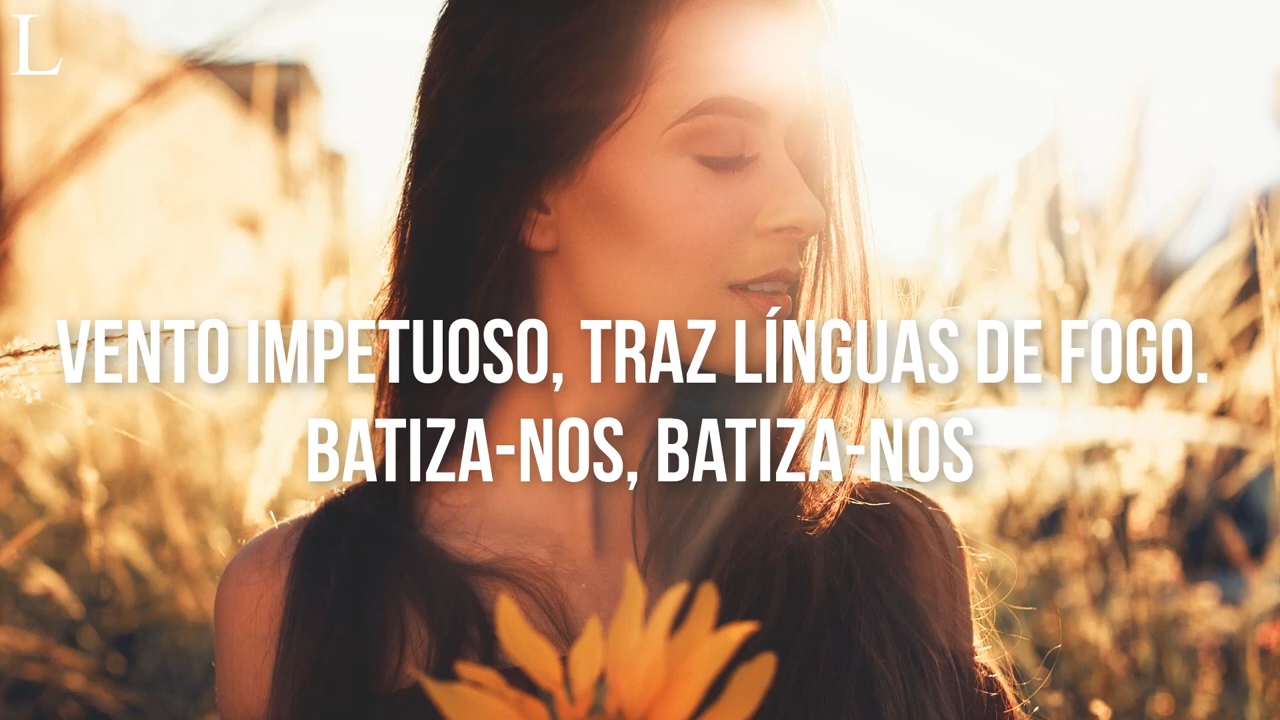 L
VENTO IMPETUOSO, TRAZ LÍNGUAS DE FOGO.
BATIZA-NOS, BATIZA-NOS